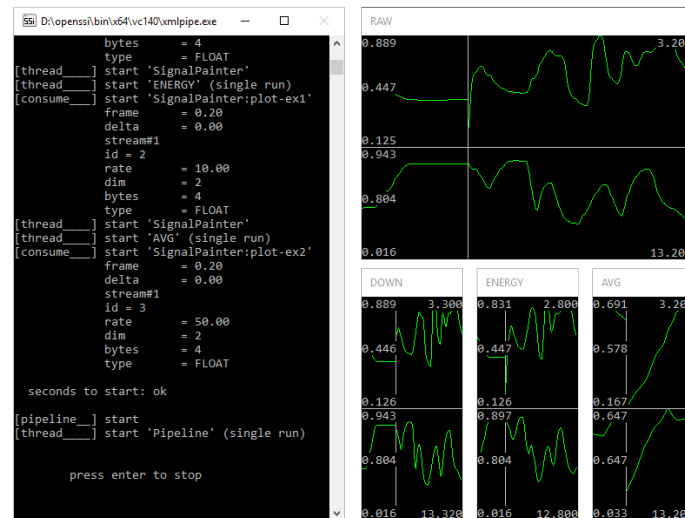 SSi D:\openssi\bin\x64\vc140\xmlpipe.exe
bytes = 4
type = FLOAT
[thread____] start 'SignalPainter'
[thread____] start 'ENERGY' (single run)
[consume___] start 'SignalPainter:plot-ex1'
frame = 0.20
delta = 0.00
stream#1
id = 2
rate = 10.00
dim = 2
bytes = 4
type = FLOAT
[thread____] start 'SignalPainter'
[thread____] start 'AVG' (single run)
[consume___] start 'SignalPainter:plot-ex2'
frame = 0.20
delta = 0.00
stream#1
id = 3
rate = 50.00
dim = 2
bytes = 4
type = FLOAT
seconds to start: ok
[pipeline__] start
[thread____] start 'Pipeline' (single run)
press enter to stop
RAW
0.889 3.20
0.447
0.125
0.943
0.804
0.016 13.20
DOWN
0.889 3.300
0.446
0.126
0.943
0.804
0.016 13.320
ENERGY
0.831 2.800
0.447
0.126
0.897
0.804
0.016 12.800
AVG
0.691 3.20
0.578
0.167
0.647
0.647
0.033 13.20